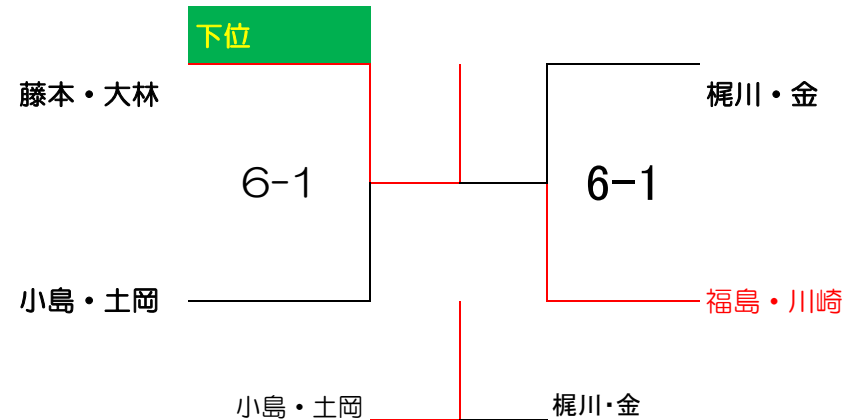 下位
藤本・大林
梶川・金
6-1
6-1
小島・土岡
福島・川崎
小島・土岡
梶川・金